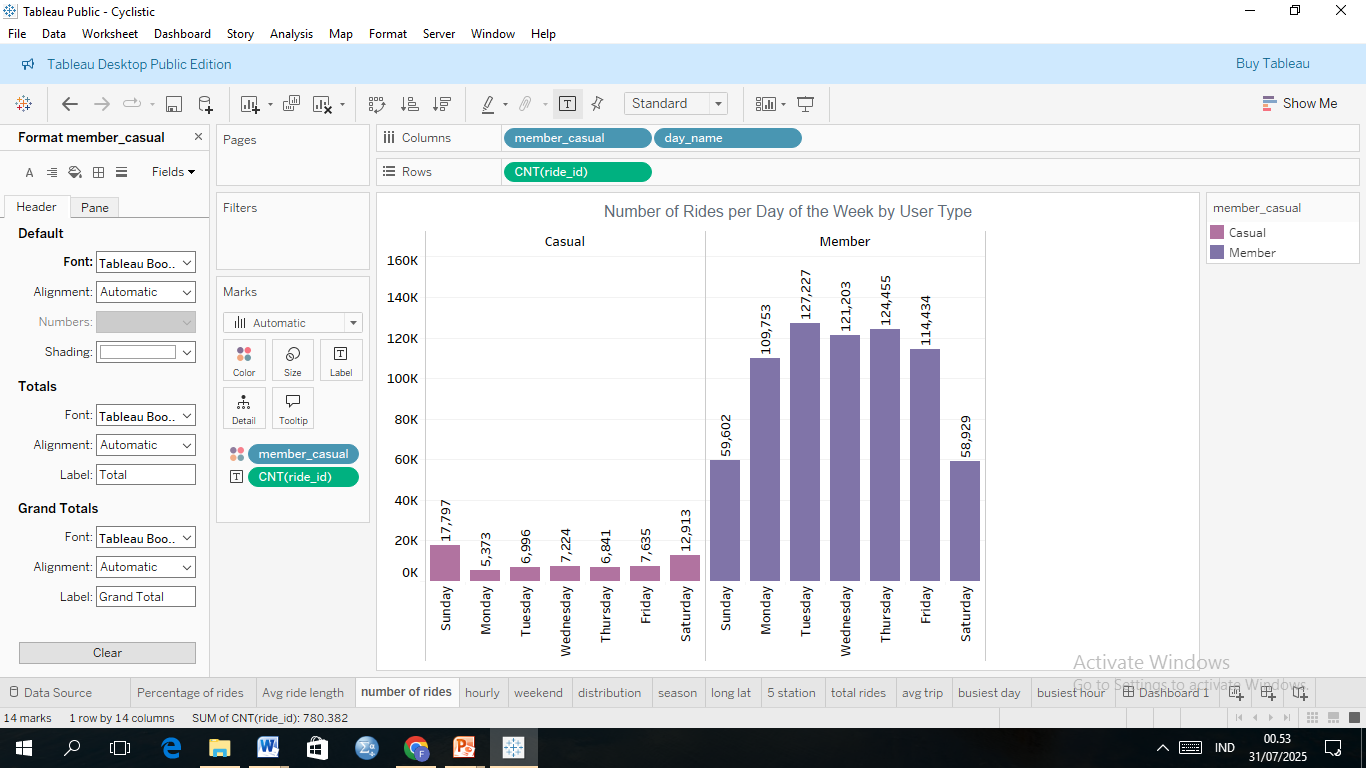 Tableau Public - Cyclistic
File Data Worksheet Dashboard Story Analysis Map Format Server Window Help
Tableau Desktop Public Edition
Buy Tableau
Standard
Show Me
Format member_casual
Fields
Header Pane
Default
Font: Tableau Boo..
Alignment: Automatic
Numbers:
Shading:
Totals
Font: Tableau Boo..
Alignment: Automatic
Label: Total
Grand Totals
Font: Tableau Boo..
Alignment: Automatic
Label: Grand Total
Clear
Pages
Filters
Marks
Automatic
Color Size Label
Detail Tooltip
member_casual
CNT(ride_id)
Columns member_casual day_name
Rows CNT(ride_id)
Number of Rides per Day of the Week by User Type
Casual Member
160K
140K
120K
100K
80K
60K
40K
20K
0K
17,797
5,373
6,996
7,224
6,841
7,635
12,913
59,602
109,753
127,227
121,203
124,455
114,434
58,929
Sunday
Monday
Tuesday
Wednesday
Thursday
Friday
Saturday
Sunday
Monday
Tuesday
Wednesday
Thursday
Friday
Saturday
member_casual
Casual
Member
Activate Windows
Go to Settings to activate Windows.
Data Source Percentage of rides Avg ride length number of rides hourly weekend distribution season long lat 5 station total rides avg trip busiest day busiest hour Dashboard 1
14 marks 1 row by 14 columns SUM of CNT(ride_id): 780.382
IND
00.53
31/07/2025